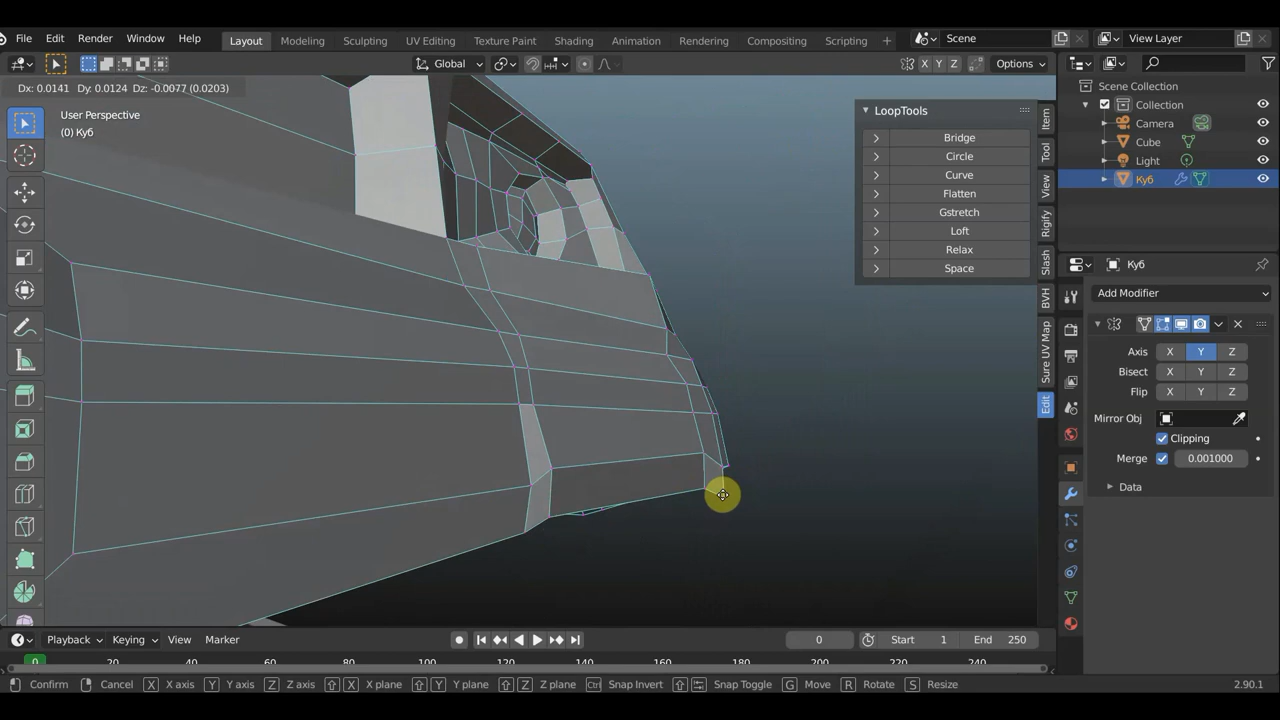 File Edit Render Window Help Layout Modeling Sculpting UV Editing Texture Paint Shading Animation Rendering Compositing Scripting + Scene View Layer
Global X Y Z Options
Dx: 0.0141 Dy: 0.0124 Dz: -0.0077 (0.0203)
User Perspective
(0) Куб
LoopTools
Bridge
Circle
Curve
Flatten
Gstretch
Loft
Relax
Space
Item
Tool
View
Rigify
Slash
BVH
Sure UV Map
Edit
Scene Collection
Collection
Camera
Cube
Light
Куб
Куб
Add Modifier
Axis X Y Z
Bisect X Y Z
Flip X Y Z
Mirror Obj
Clipping
Merge 0.001000
Data
Playback Keying View Marker 0 Start 1 End 250
0 20 40 60 80 100 120 140 160 180 200 220 240
Confirm Cancel X X axis Y Y axis Z Z axis X X plane Y Y plane Z Z plane Ctrl Snap Invert Snap Toggle G Move R Rotate S Resize 2.90.1